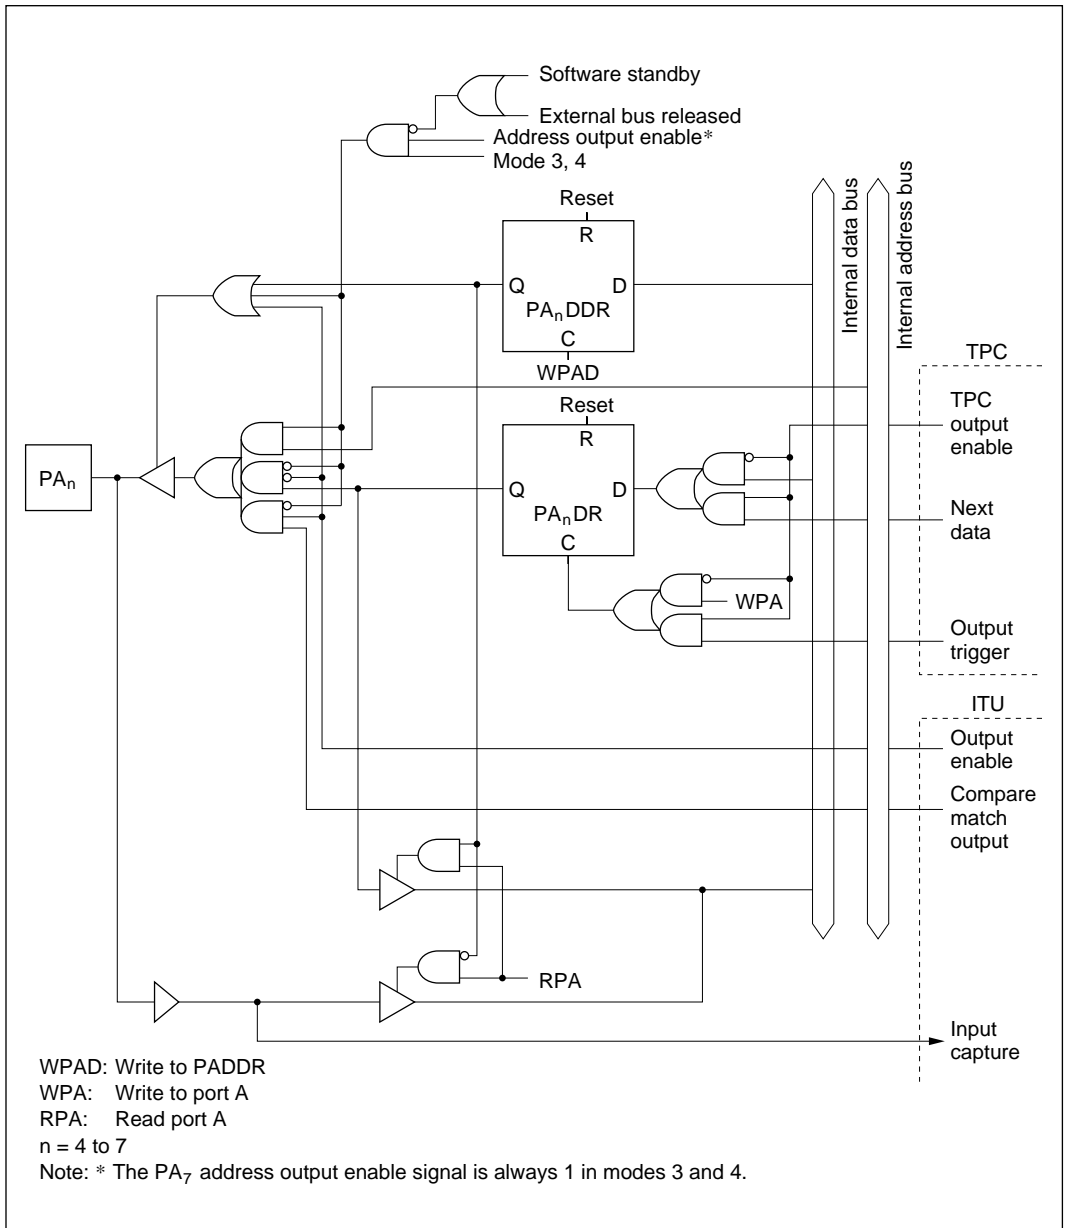 Software standby
External bus released
Address output enable*
Mode 3, 4
Reset
R
Q
D
PAnDDR
C
WPAD
Internal data bus
Internal address bus
TPC
TPC
output
enable
Reset
R
PAn
Q
D
PAnDR
C
Next
data
WPA
Output
trigger
ITU
Output
enable
Compare
match
output
RPA
Input
capture
WPAD: Write to PADDR
WPA: Write to port A
RPA: Read port A
n = 4 to 7
Note: * The PA7 address output enable signal is always 1 in modes 3 and 4.